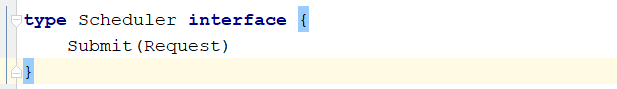 type Scheduler interface {
    Submit(Request)
}